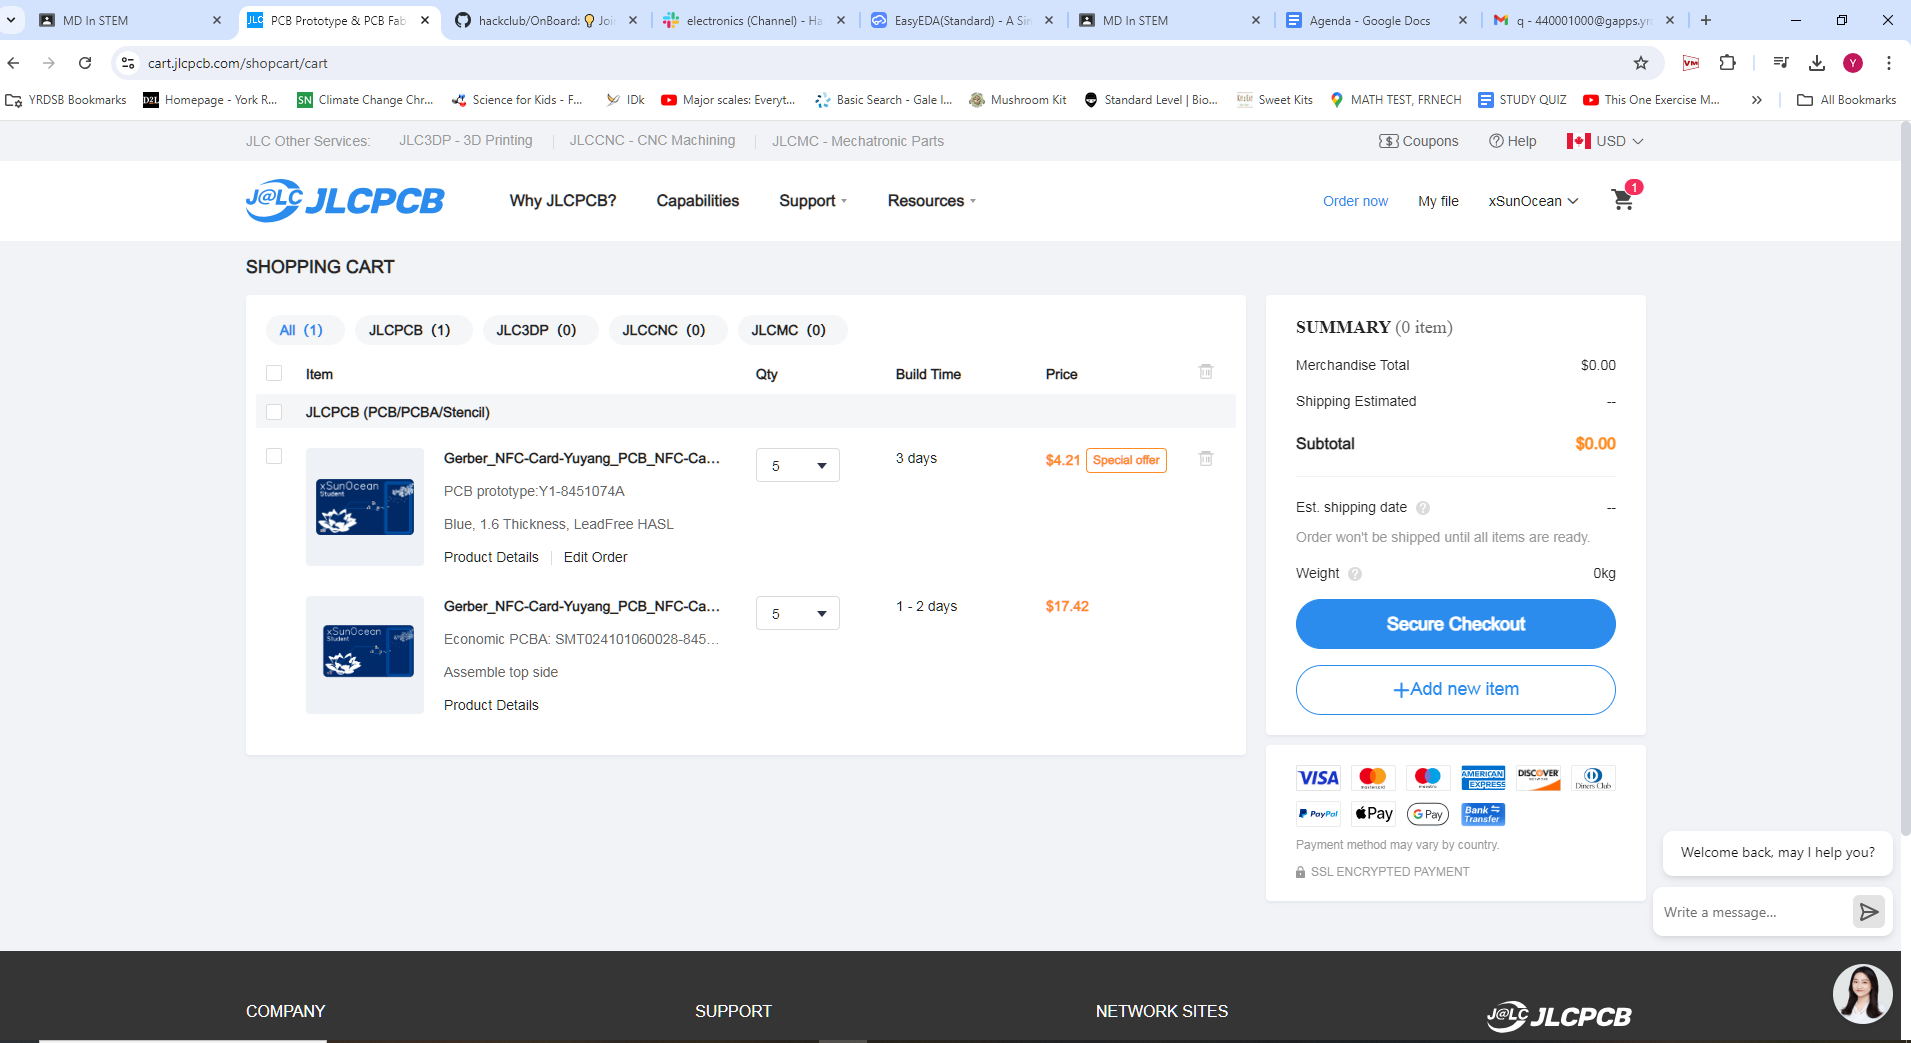 MD In STEM
PCB Prototype & PCB Fab
hackclub/OnBoard: 💡 Joi
electronics (Channel) - Ha
EasyEDA(Standard) - A Sin
MD In STEM
Agenda - Google Docs
q - 440001000@gapps.yr
cart.jlcpcb.com/shopcart/cart
Y
YRDSB Bookmarks
D2L Homepage - York R...
SN Climate Change Chr...
Science for Kids - F...
IDk
Major scales: Everyt...
Basic Search - Gale I...
Mushroom Kit
Standard Level | Bio...
Sweet Kits
MATH TEST, FRNECH
STUDY QUIZ
This One Exercise M...
All Bookmarks
JLC Other Services:
JLC3DP - 3D Printing
JLCCNC - CNC Machining
JLCMC - Mechatronic Parts
Coupons
Help
USD
J@LC JLCPCB
Why JLCPCB?
Capabilities
Support
Resources
Order now
My file
xSunOcean
1
SHOPPING CART
All (1)
JLCPCB (1)
JLC3DP (0)
JLCCNC (0)
JLCMC (0)
Item
Qty
Build Time
Price
JLCPCB (PCB/PCBA/Stencil)
xSunOcean
Student
Gerber_NFC-Card-Yuyang_PCB_NFC-Ca...
5
3 days
$4.21
Special offer
PCB prototype:Y1-8451074A
Blue, 1.6 Thickness, LeadFree HASL
Product Details
Edit Order
xSunOcean
Student
Gerber_NFC-Card-Yuyang_PCB_NFC-Ca...
5
1 - 2 days
$17.42
Economic PCBA: SMT024101060028-845...
Assemble top side
Product Details
SUMMARY (0 item)
Merchandise Total $0.00
Shipping Estimated --
Subtotal $0.00
Est. shipping date ? --
Order won't be shipped until all items are ready.
Weight ? 0kg
Secure Checkout
+Add new item
VISA
mastercard
maestro
AMERICAN EXPRESS
DISCOVER
Diners Club
PayPal
Pay
G Pay
Bank Transfer
Payment method may vary by country.
SSL ENCRYPTED PAYMENT
Welcome back, may I help you?
Write a message...
COMPANY
SUPPORT
NETWORK SITES
J@LC JLCPCB